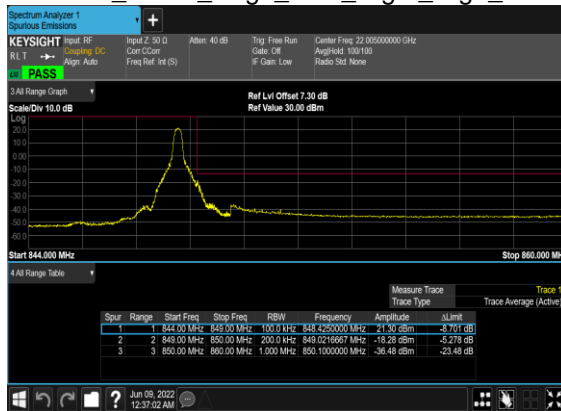 Spectrum Analyzer 1
Spurious Emissions
KEYSIGHT Input: RF Input Z: 50 Ω Atten: 40 dB Trig: Free Run Center Freq: 22.005000000 GHz
RLT Coupling: DC Corr CCorr Gate: Off Avg|Hold: 100/100
Align: Auto Freq Ref: Int (S) IF Gain: Low Radio Std: None
PASS
3 All Range Graph
Ref Lvl Offset 7.30 dB
Scale/Div 10.0 dB Ref Value 30.00 dBm
Log
20.0
10.0
0.00
-10.0
-20.0
-30.0
-40.0
-50.0
-60.0
Start 844.000 MHz Stop 860.000 MH
4 All Range Table
Measure Trace Trace 1
Trace Type Trace Average (Active)
Spur Range Start Freq Stop Freq RBW Frequency Amplitude ΔLimit
1 1 844.00 MHz 849.00 MHz 100.0 kHz 848.4250000 MHz 21.30 dBm -8.701 dB
2 2 849.00 MHz 850.00 MHz 200.0 kHz 849.0216667 MHz -18.28 dBm -5.278 dB
3 3 850.00 MHz 860.00 MHz 1.000 MHz 850.1000000 MHz -36.48 dBm -23.48 dB
? Jun 09, 2022
12:37:02 AM